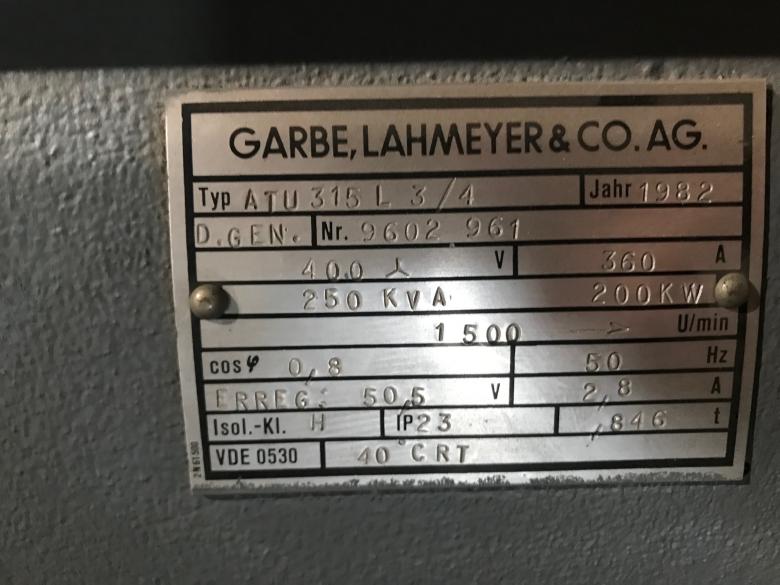 GARBE, LAHMEYER & CO. AG.
Typ ATU 315 L 3/4 Jahr 1982
D.GEN. Nr. 9602 961
400 ⅄ V 360 A
250 KVA 200KW
1500 —> U/min
cosφ 0,8 50 Hz
ERREG: 50,5 V 2,8 A
Isol.-Kl. H IP23 ,846 t
VDE 0530 40°C RT